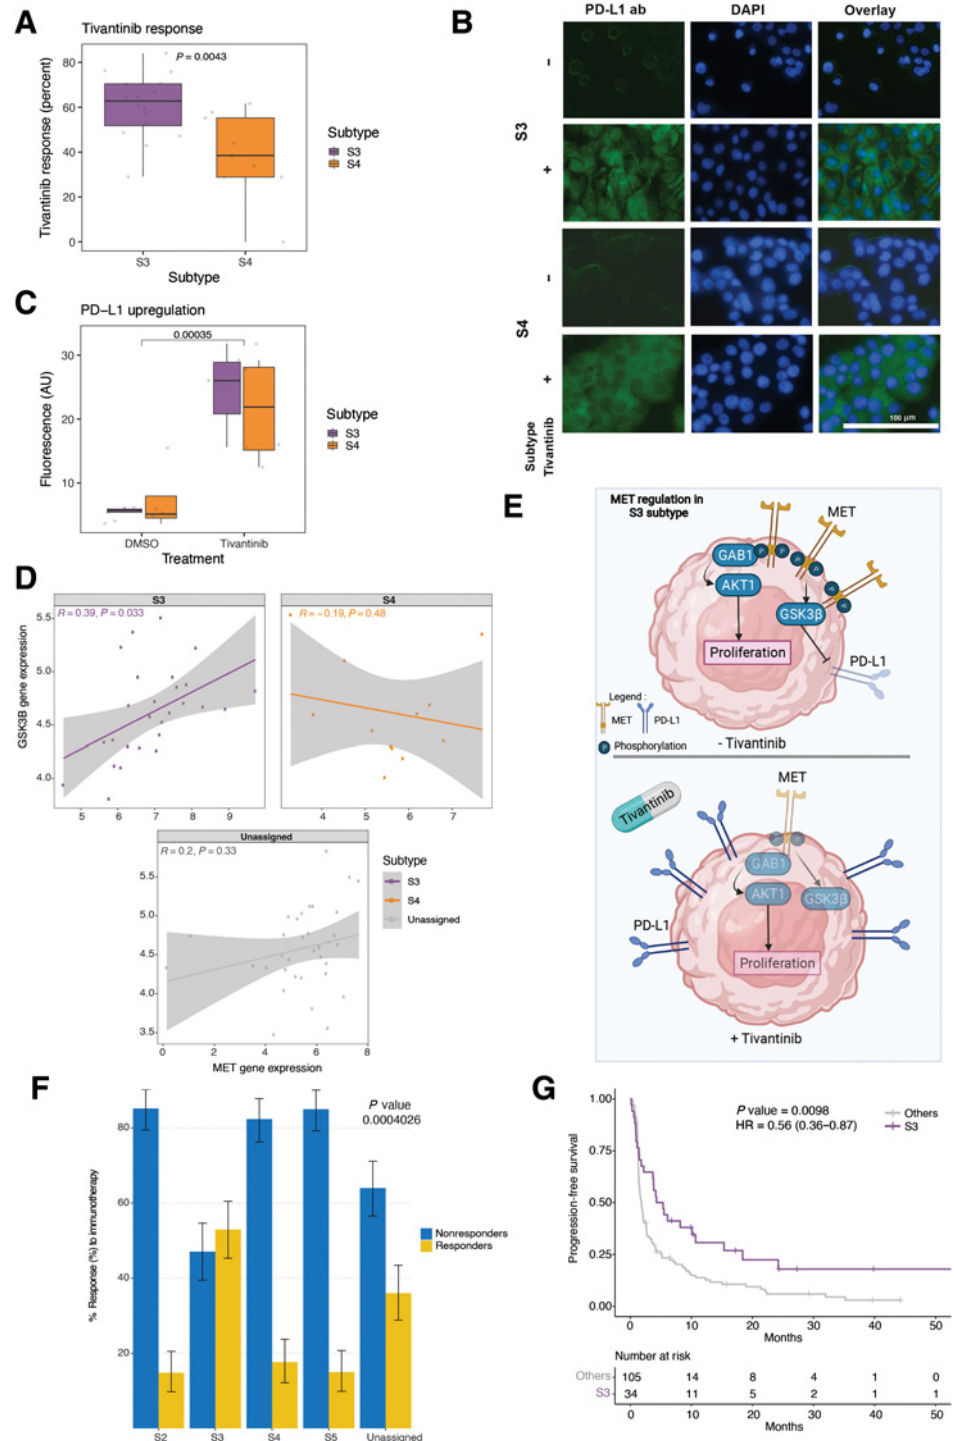 A
Tivantinib response
P = 0.0043
Tivantinib response (percent)
80
60
40
20
0
S3
S4
Subtype
Subtype
S3
S4
B
PD-L1 ab
DAPI
Overlay
S3
–
+
S4
–
+
Subtype
Tivantinib
100 µm
C
PD–L1 upregulation
0.00035
Fluorescence (AU)
30
20
10
DMSO
Tivantinib
Treatment
Subtype
S3
S4
D
S3
R = 0.39, P = 0.033
S4
R = −0.19, P = 0.48
GSK3B gene expression
5.5
5.0
4.5
4.0
5 6 7 8 9
4 5 6 7
Unassigned
R = 0.2, P = 0.33
5.5
5.0
4.5
4.0
3.5
0 2 4 6 8
MET gene expression
Subtype
S3
S4
Unassigned
E
MET regulation in
S3 subtype
MET
GAB1
P P P P P P
AKT1
GSK3β
Proliferation
PD-L1
Legend :
MET
PD-L1
P Phosphorylation
- Tivantinib
Tivantinib
MET
GAB1
AKT1
GSK3β
PD-L1
Proliferation
+ Tivantinib
F
P value
0.0004026
% Response (%) to immunotherapy
80
60
40
20
S2 S3 S4 S5 Unassigned
Nonresponders
Responders
G
P value = 0.0098
HR = 0.56 (0.36–0.87)
Others
S3
Progression-free survival
1.00
0.75
0.50
0.25
0.00
0 10 20 30 40 50
Months
Number at risk
Others 105 14 8 4 1 0
S3 34 11 5 2 1 1
0 10 20 30 40 50
Months